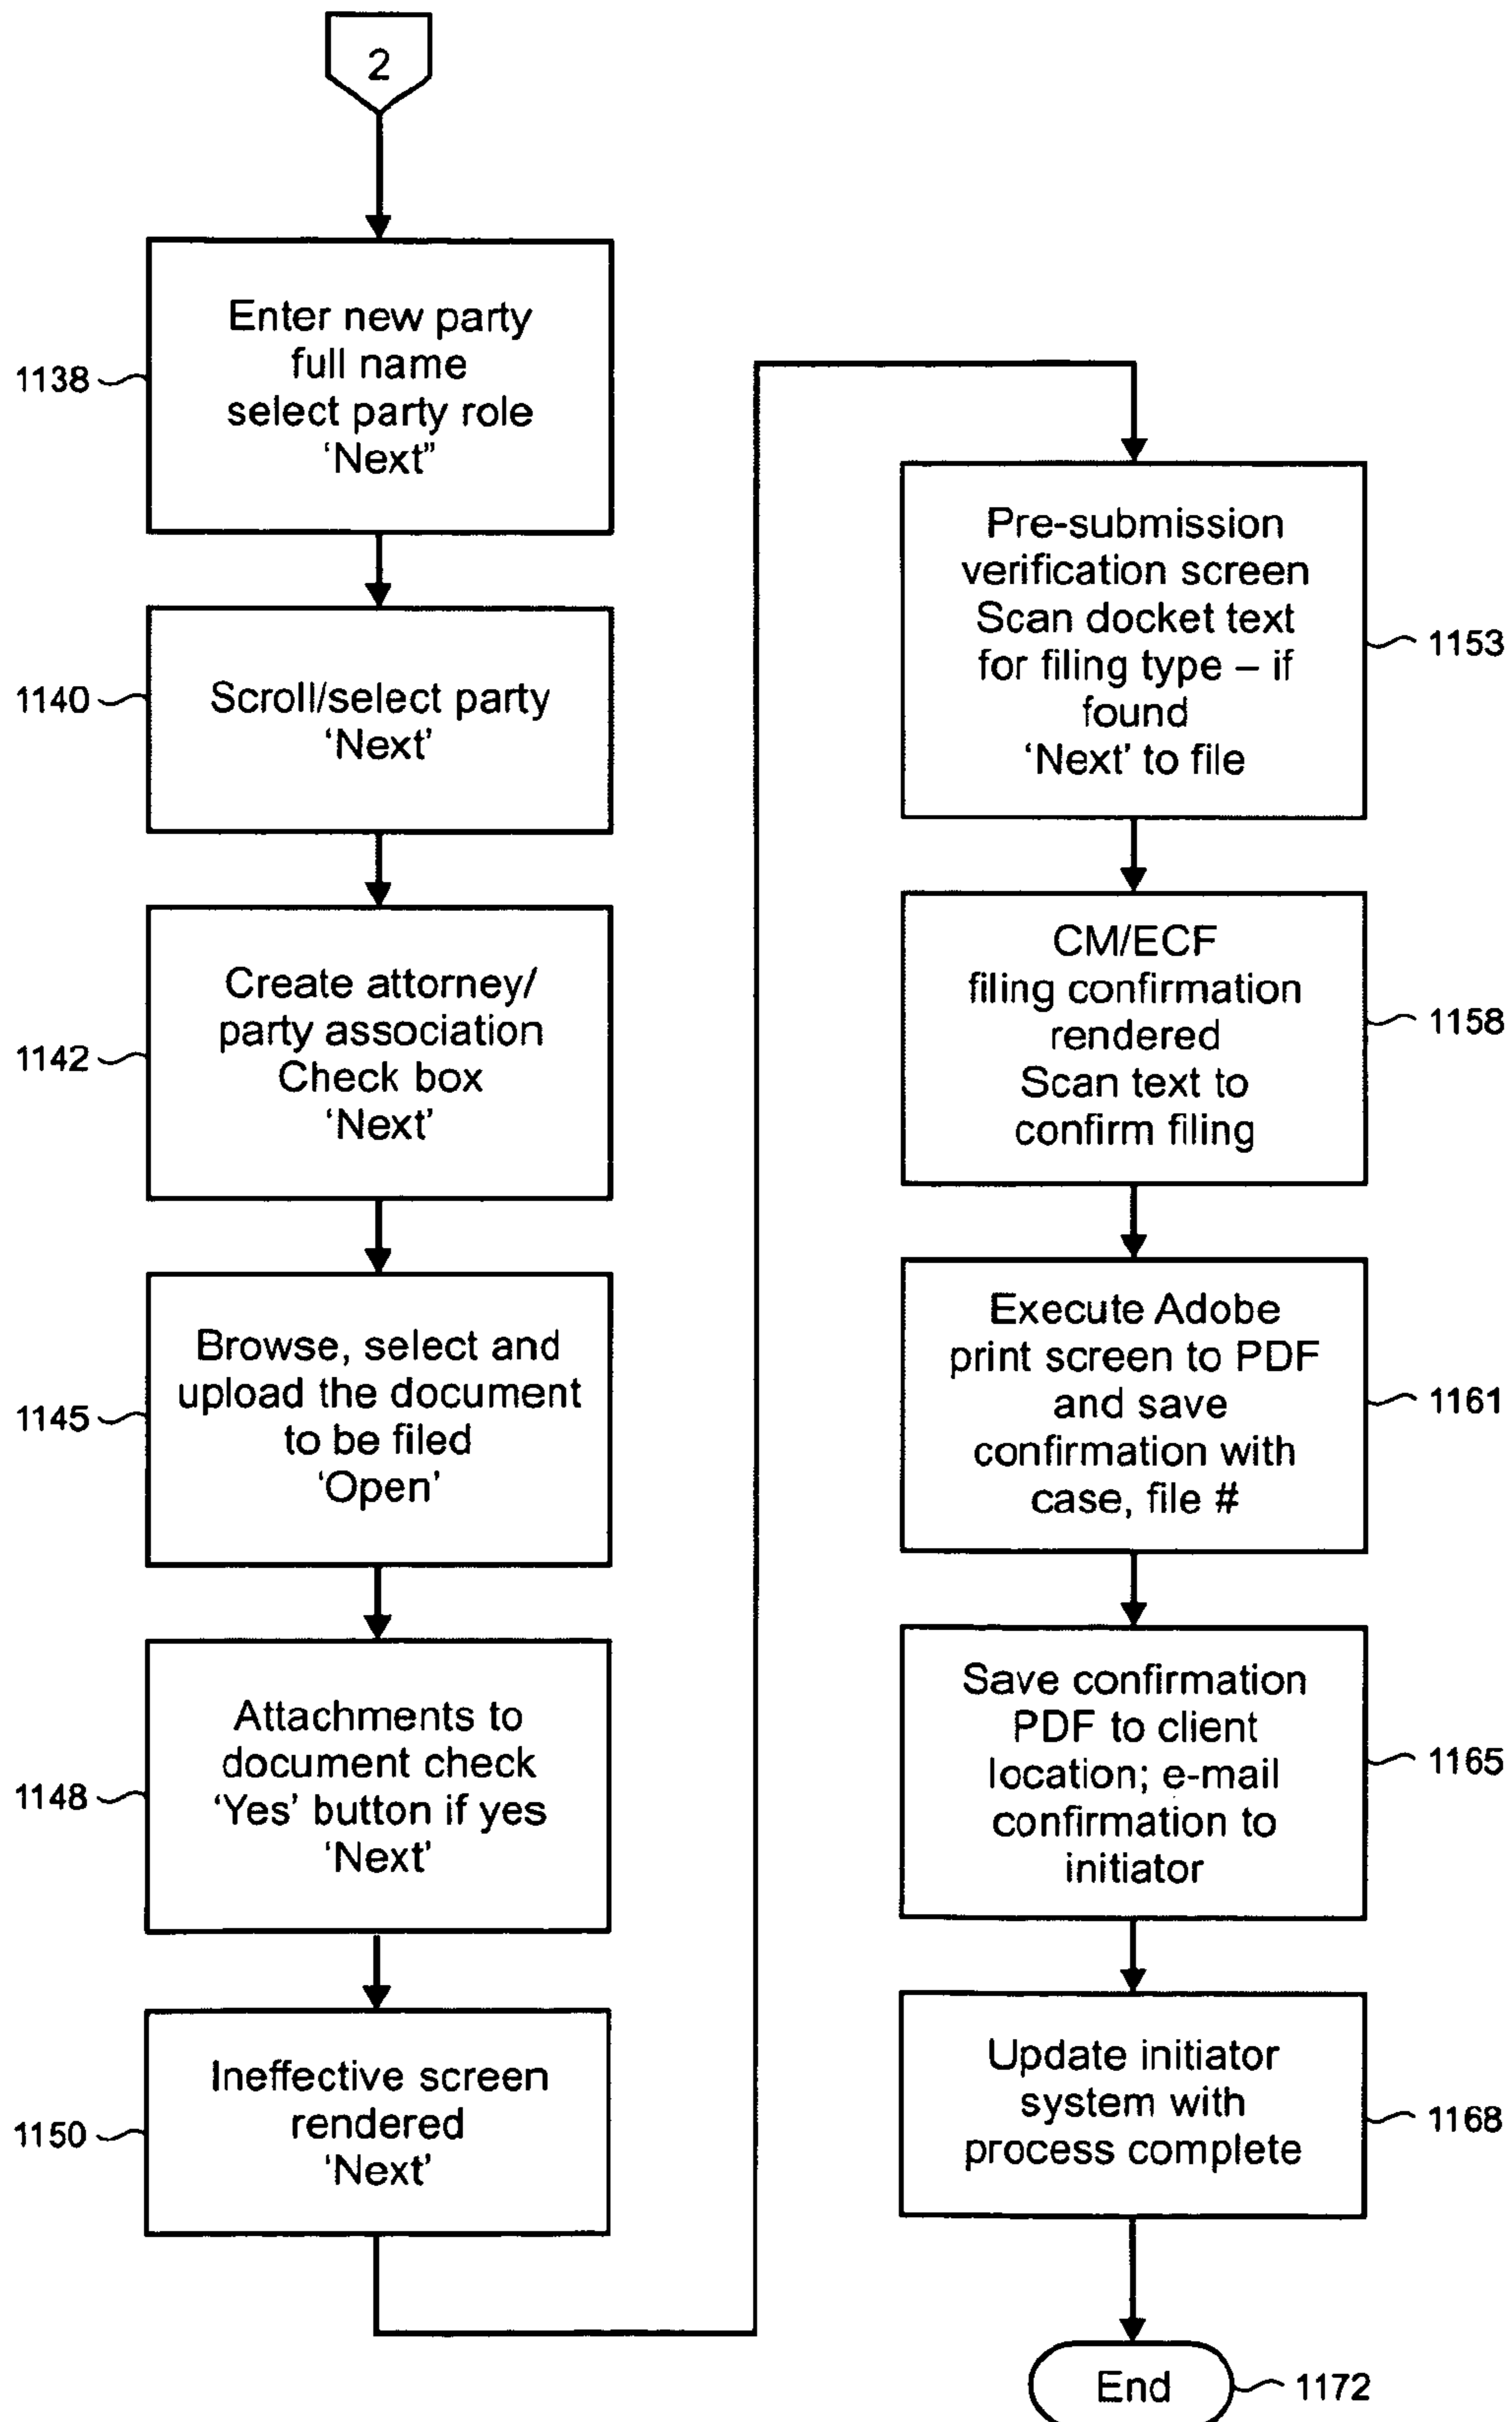 2
1138
Enter new party
full name
select party role
‘Next”
1140
Scroll/select party
‘Next’
1142
Create attorney/
party association
Check box
‘Next’
1145
Browse, select and
upload the document
to be filed
‘Open’
1148
Attachments to
document check
‘Yes’ button if yes
‘Next’
1150
Ineffective screen
rendered
‘Next’
Pre-submission
verification screen
Scan docket text
for filing type – if
found
‘Next’ to file
1153
CM/ECF
filing confirmation
rendered
Scan text to
confirm filing
1158
Execute Adobe
print screen to PDF
and save
confirmation with
case, file #
1161
Save confirmation
PDF to client
location; e-mail
confirmation to
initiator
1165
Update initiator
system with
process complete
1168
End
1172